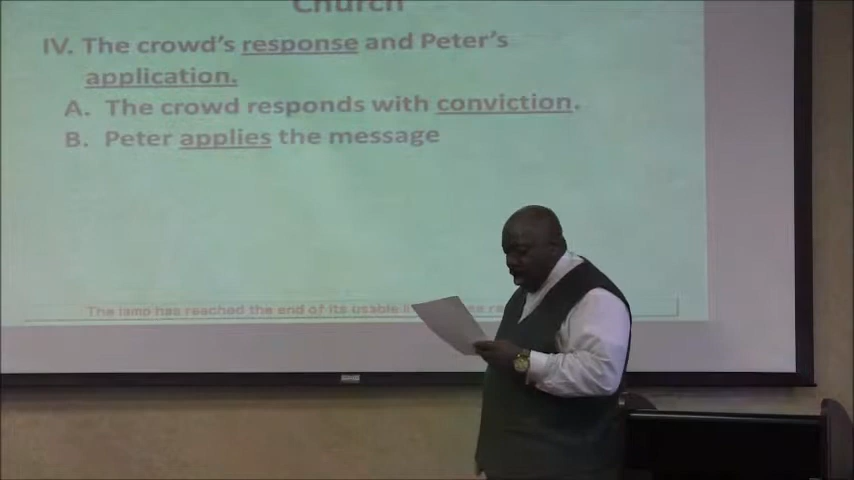 Church
IV. The crowd's response and Peter's
application.
A. The crowd responds with conviction.
B. Peter applies the message
The lamp has reached the end of its usable